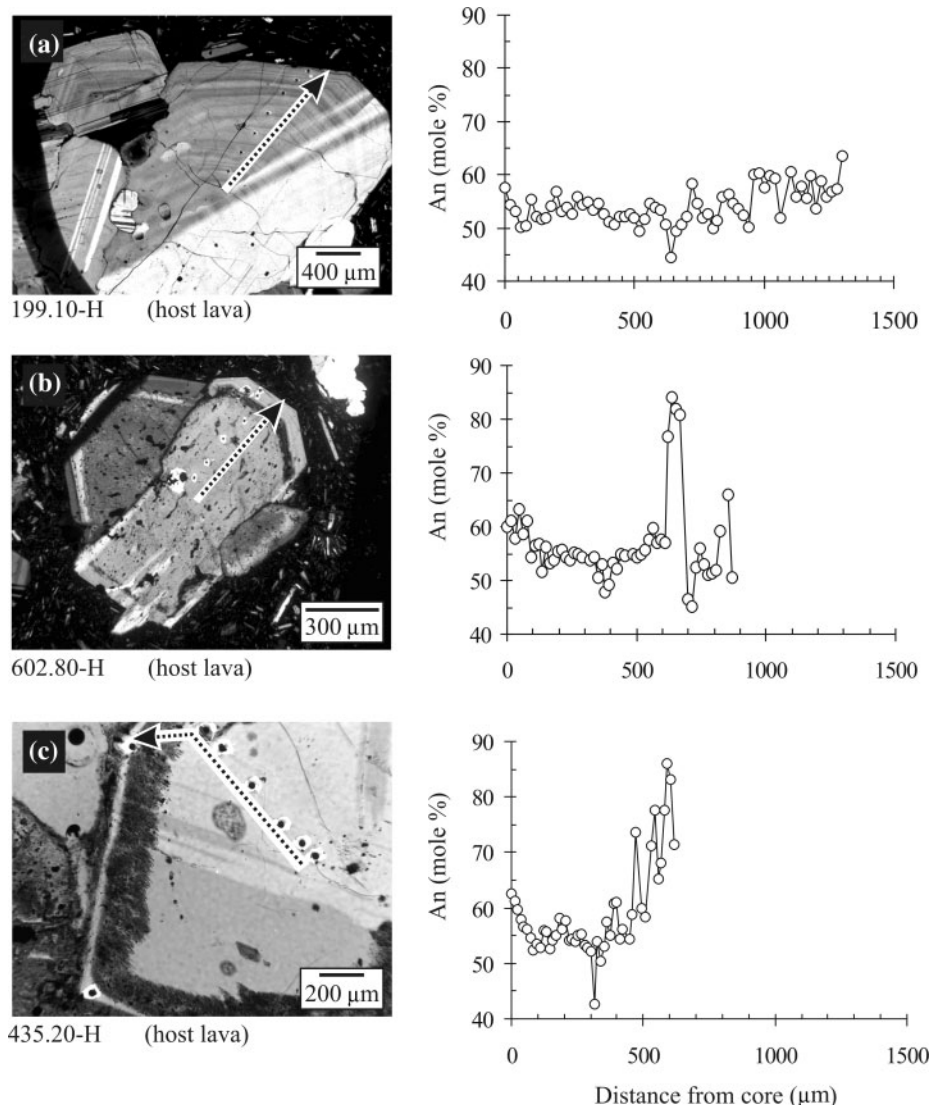 (a)
400 µm
199.10-H (host lava)
An (mole %)
90
80
70
60
50
40
0 500 1000 1500
(b)
300 µm
602.80-H (host lava)
An (mole %)
90
80
70
60
50
40
0 500 1000 1500
(c)
200 µm
435.20-H (host lava)
An (mole %)
90
80
70
60
50
40
0 500 1000 1500
Distance from core (µm)